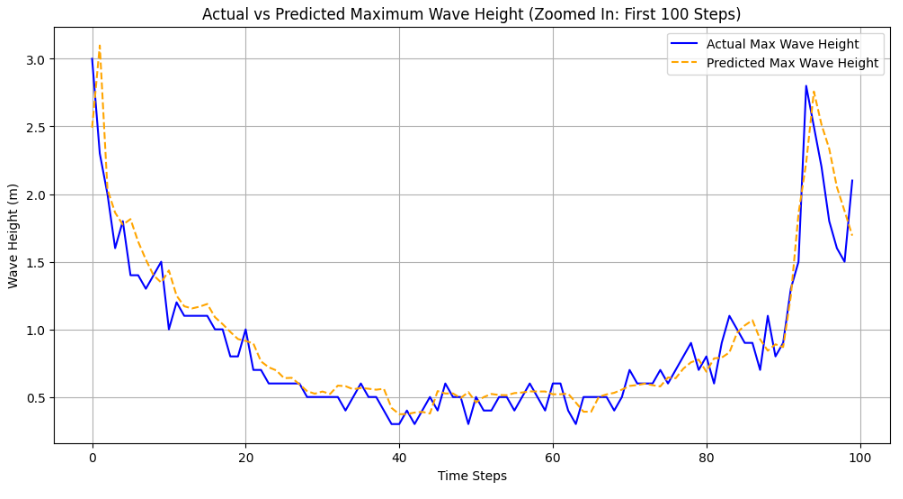 Actual vs Predicted Maximum Wave Height (Zoomed In: First 100 Steps)
Actual Max Wave Height
Predicted Max Wave Height
3.0
2.5
2.0
1.5
1.0
0.5
Wave Height (m)
0 20 40 60 80 100
Time Steps